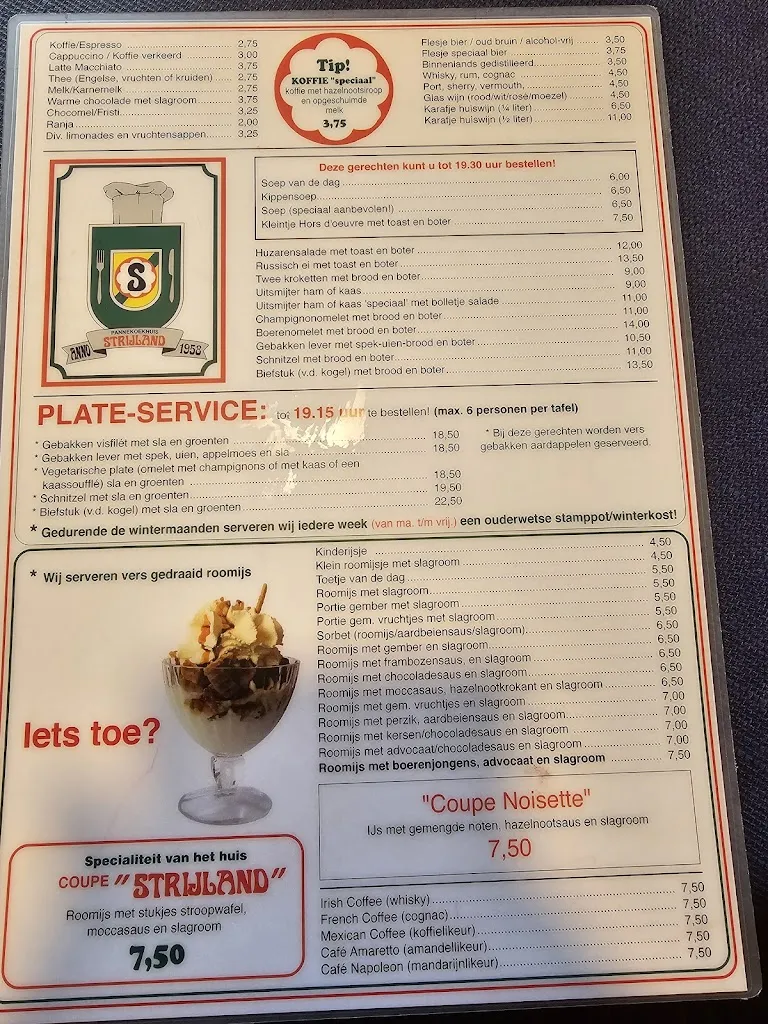 Koffie/Espresso 2,75
Cappuccino / Koffie verkeerd 3,00
Latte Macchiato 3,75
Thee (Engelse, vruchten of kruiden) 2,75
Melk/Karnemelk 2,75
Warme chocolade met slagroom 3,75
Chocomel/Fristi 3,25
Ranja 2,00
Div. limonades en vruchtensappen 3,25
Tip!
KOFFIE "speciaal"
koffie met hazelnootsiroop
en opgeschuimde
melk
3,75
Flesje bier / oud bruin / alcohol-vrij 3,50
Flesje speciaal bier 3,75
Binnenlands gedistilleerd 3,50
Whisky, rum, cognac 4,50
Port, sherry, vermouth, 4,50
Glas wijn (rood/wit/rosé/moezel) 4,50
Karafje huiswijn (¼ liter) 6,50
Karafje huiswijn (½ liter) 11,00
S
PANNEKOEKHUIS
STRIJLAND
ANNO 1958
Deze gerechten kunt u tot 19.30 uur bestellen!
Soep van de dag 6,00
Kippensoep 6,50
Soep (speciaal aanbevolen!) 6,50
Kleintje Hors d'oeuvre met toast en boter 7,50
Huzarensalade met toast en boter 12,00
Russisch ei met toast en boter 13,50
Twee kroketten met brood en boter 9,00
Uitsmijter ham of kaas 9,00
Uitsmijter ham of kaas 'speciaal' met bolletje salade 11,00
Champignonomelet met brood en boter 11,00
Boerenomelet met brood en boter 14,00
Gebakken lever met spek-uien-brood en boter 10,50
Schnitzel met brood en boter 11,00
Biefstuk (v.d. kogel) met brood en boter 13,50
PLATE-SERVICE: tot 19.15 uur te bestellen! (max. 6 personen per tafel)
* Gebakken visfilét met sla en groenten 18,50
* Gebakken lever met spek, uien, appelmoes en sla 18,50
* Vegetarische plate (omelet met champignons of met kaas of een
kaassoufflé) sla en groenten 18,50
* Schnitzel met sla en groenten 19,50
* Biefstuk (v.d. kogel) met sla en groenten 22,50
* Bij deze gerechten worden vers
gebakken aardappelen geserveerd.
* Gedurende de wintermaanden serveren wij iedere week (van ma. t/m vrij.) een ouderwetse stamppot/winterkost!
* Wij serveren vers gedraaid roomijs
Iets toe?
Kinderijsje 4,50
Klein roomijsje met slagroom 4,50
Toetje van de dag 5,50
Roomijs met slagroom 5,50
Portie gember met slagroom 5,50
Portie gem. vruchtjes met slagroom 5,50
Sorbet (roomijs/aardbeiensaus/slagroom) 6,50
Roomijs met gember en slagroom 6,50
Roomijs met frambozensaus, en slagroom 6,50
Roomijs met chocoladesaus en slagroom 6,50
Roomijs met moccasaus, hazelnootkrokant en slagroom 6,50
Roomijs met gem. vruchtjes en slagroom 7,00
Roomijs met perzik, aardbeiensaus en slagroom 7,00
Roomijs met kersen/chocoladesaus en slagroom 7,00
Roomijs met advocaat/chocoladesaus en slagroom 7,00
Roomijs met boerenjongens, advocaat en slagroom 7,50
"Coupe Noisette"
IJs met gemengde noten, hazelnootsaus en slagroom
7,50
Specialiteit van het huis
COUPE "STRIJLAND"
Roomijs met stukjes stroopwafel,
moccasaus en slagroom
7,50
Irish Coffee (whisky) 7,50
French Coffee (cognac) 7,50
Mexican Coffee (koffielikeur) 7,50
Café Amaretto (amandellikeur) 7,50
Café Napoleon (mandarijnlikeur) 7,50